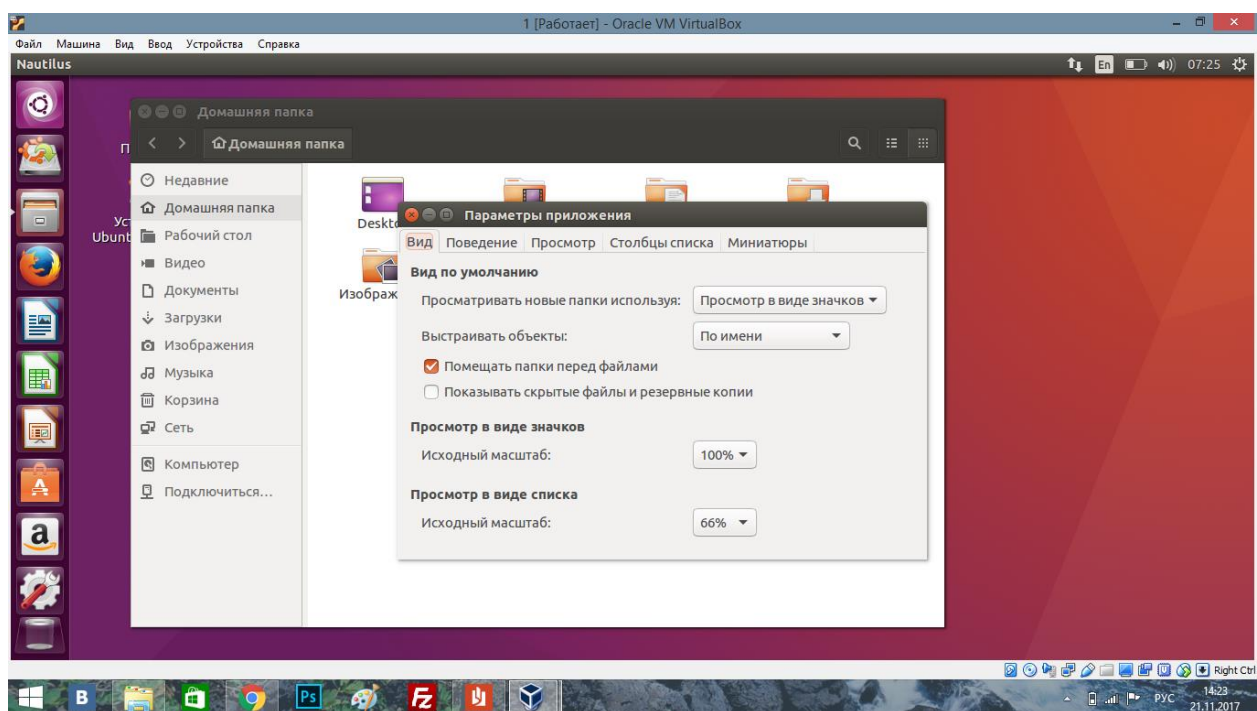 1 [Работает] - Oracle VM VirtualBox
Файл Машина Вид Ввод Устройства Справка
Nautilus
En
07:25
Домашняя папка
Домашняя папка
Недавние
Домашняя папка
Рабочий стол
Видео
Документы
Загрузки
Изображения
Музыка
Корзина
Сеть
Компьютер
Подключиться...
П
Ус
Ubunt
Deskto
Изображ
Параметры приложения
Вид Поведение Просмотр Столбцы списка Миниатюры
Вид по умолчанию
Просматривать новые папки используя: Просмотр в виде значков
Выстраивать объекты: По имени
Помещать папки перед файлами
Показывать скрытые файлы и резервные копии
Просмотр в виде значков
Исходный масштаб: 100%
Просмотр в виде списка
Исходный масштаб: 66%
Right Ctrl
РУС
14:23
21.11.2017